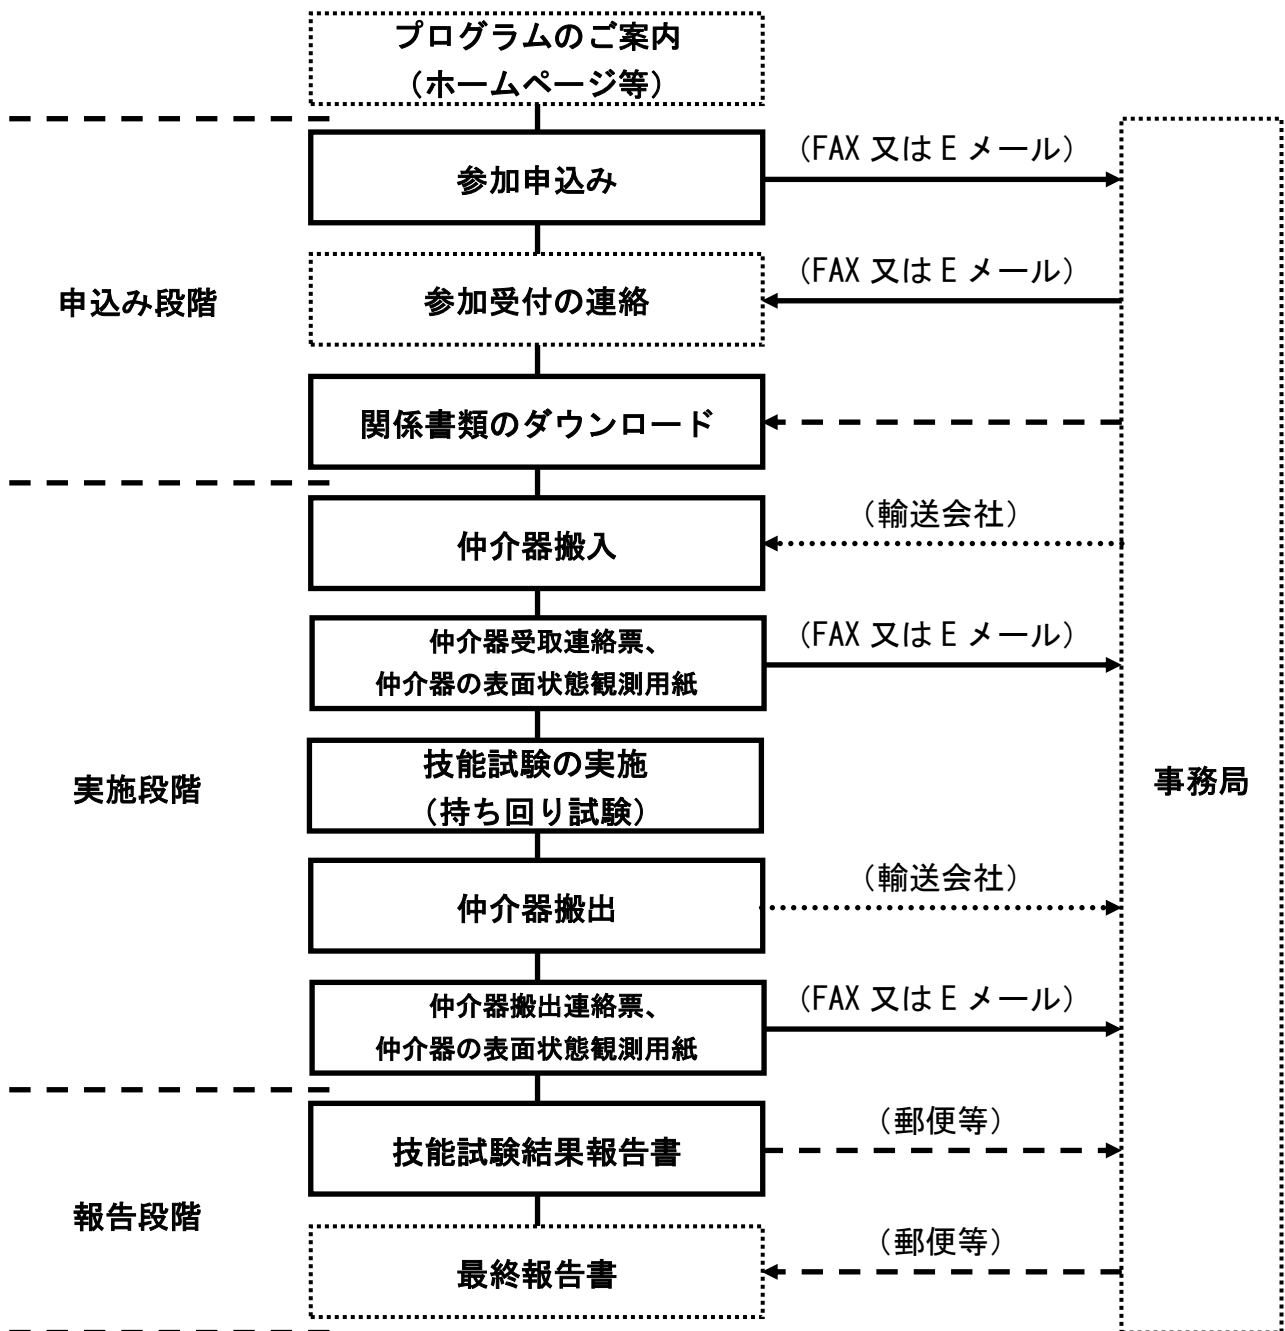 プログラムのご案内
（ホームページ等）
参加申込み
（FAX 又は E メール）
申込み段階
参加受付の連絡
（FAX 又は E メール）
関係書類のダウンロード
仲介器搬入
（輸送会社）
仲介器受取連絡票、
仲介器の表面状態観測用紙
（FAX 又は E メール）
実施段階
技能試験の実施
（持ち回り試験）
事務局
仲介器搬出
（輸送会社）
仲介器搬出連絡票、
仲介器の表面状態観測用紙
（FAX 又は E メール）
技能試験結果報告書
（郵便等）
報告段階
最終報告書
（郵便等）